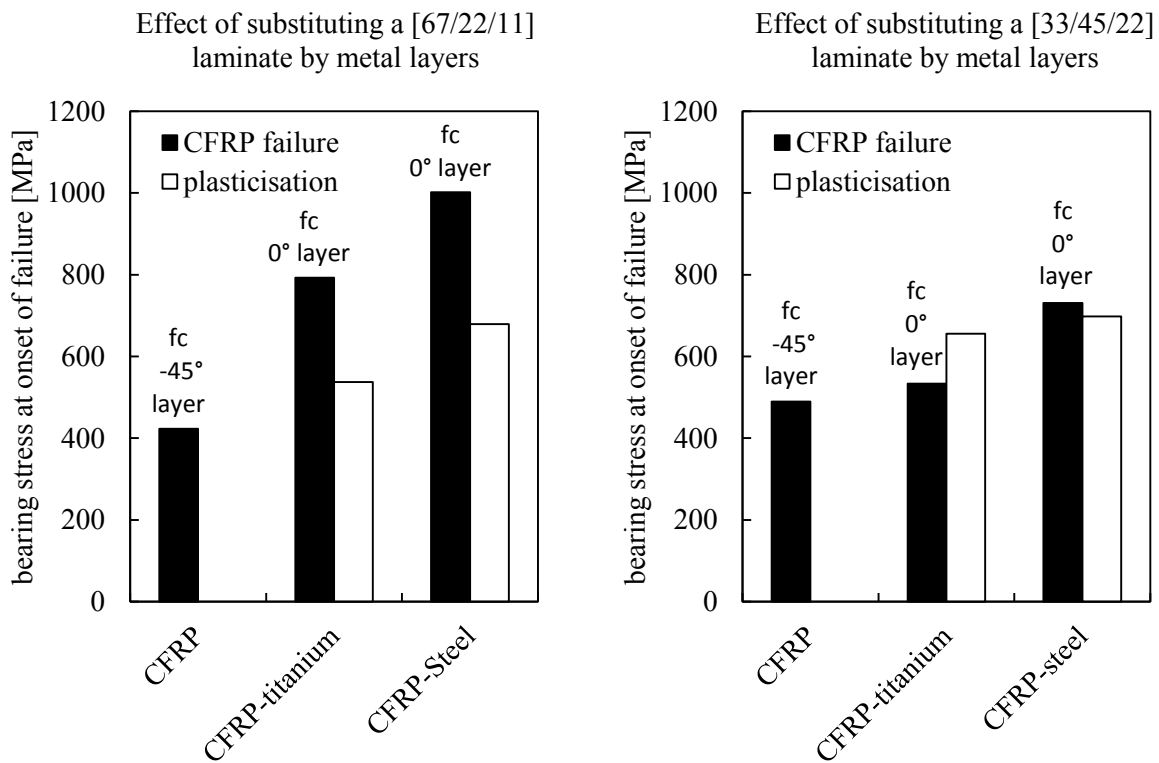 Effect of substituting a [67/22/11]
laminate by metal layers
bearing stress at onset of failure [MPa]
1200
1000
800
600
400
200
0
CFRP failure
plasticisation
fc
-45°
layer
fc
0° layer
fc
0° layer
CFRP
CFRP-titanium
CFRP-Steel
Effect of substituting a [33/45/22]
laminate by metal layers
bearing stress at onset of failure [MPa]
1200
1000
800
600
400
200
0
CFRP failure
plasticisation
fc
-45°
layer
fc
0°
layer
fc
0°
layer
CFRP
CFRP-titanium
CFRP-steel